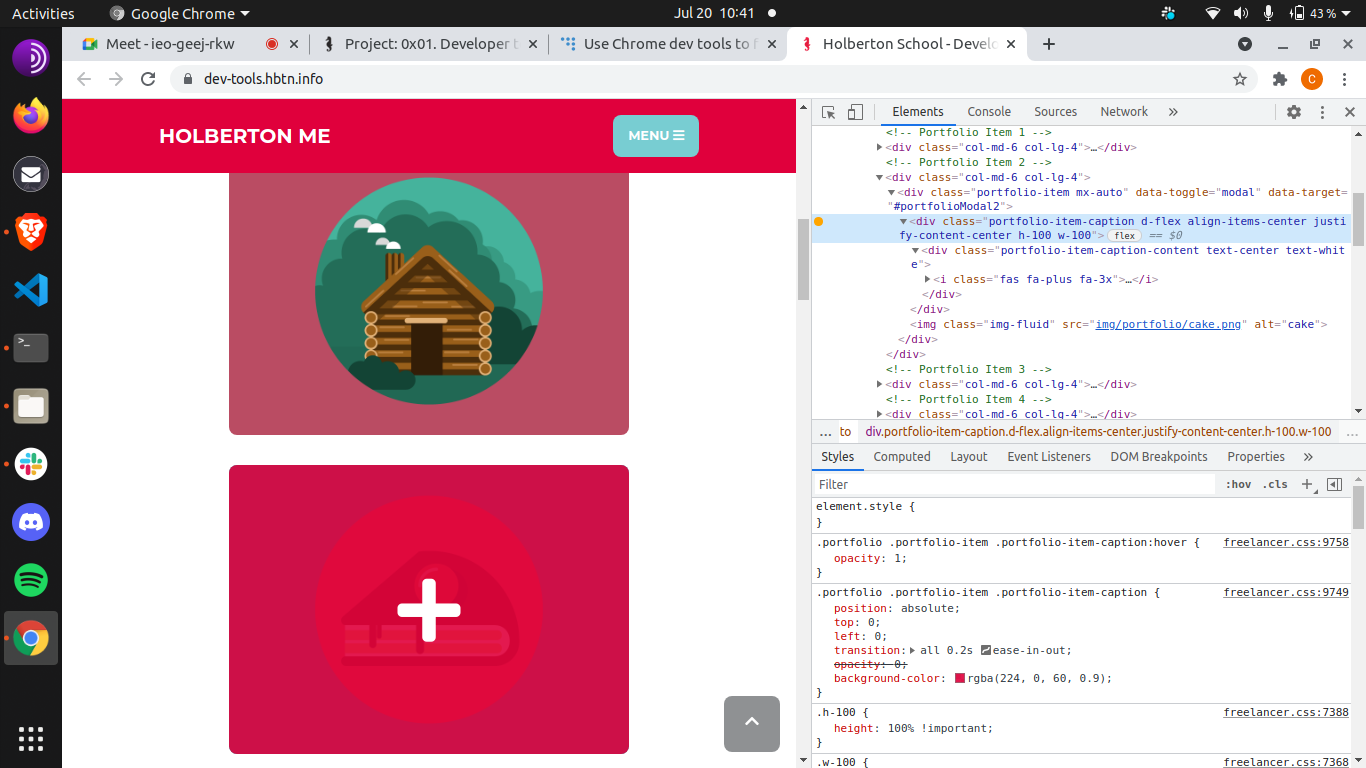 Activities
Google Chrome
Jul 20 10:41
43 %
Meet - ieo-geej-rkw
Project: 0x01. Developer t
Use Chrome dev tools to f
Holberton School - Develo
dev-tools.hbtn.info
C
HOLBERTON ME
MENU
Elements
Console
Sources
Network
<!-- Portfolio Item 1 -->
<div class="col-md-6 col-lg-4">…</div>
<!-- Portfolio Item 2 -->
<div class="col-md-6 col-lg-4">
<div class="portfolio-item mx-auto" data-toggle="modal" data-target=
"#portfolioModal2">
<div class="portfolio-item-caption d-flex align-items-center justi
fy-content-center h-100 w-100"> flex == $0
<div class="portfolio-item-caption-content text-center text-whit
e">
<i class="fas fa-plus fa-3x">…</i>
</div>
</div>
<img class="img-fluid" src="img/portfolio/cake.png" alt="cake">
</div>
</div>
<!-- Portfolio Item 3 -->
<div class="col-md-6 col-lg-4">…</div>
<!-- Portfolio Item 4 -->
<div class="col-md-6 col-lg-4">…</div>
… to div.portfolio-item-caption.d-flex.align-items-center.justify-content-center.h-100.w-100 …
Styles
Computed
Layout
Event Listeners
DOM Breakpoints
Properties
Filter
:hov .cls
element.style {
}
.portfolio .portfolio-item .portfolio-item-caption:hover { freelancer.css:9758
opacity: 1;
}
.portfolio .portfolio-item .portfolio-item-caption { freelancer.css:9749
position: absolute;
top: 0;
left: 0;
transition: all 0.2s ease-in-out;
opacity: 0;
background-color: rgba(224, 0, 60, 0.9);
}
.h-100 { freelancer.css:7388
height: 100% !important;
}
.w-100 { freelancer.css:7368